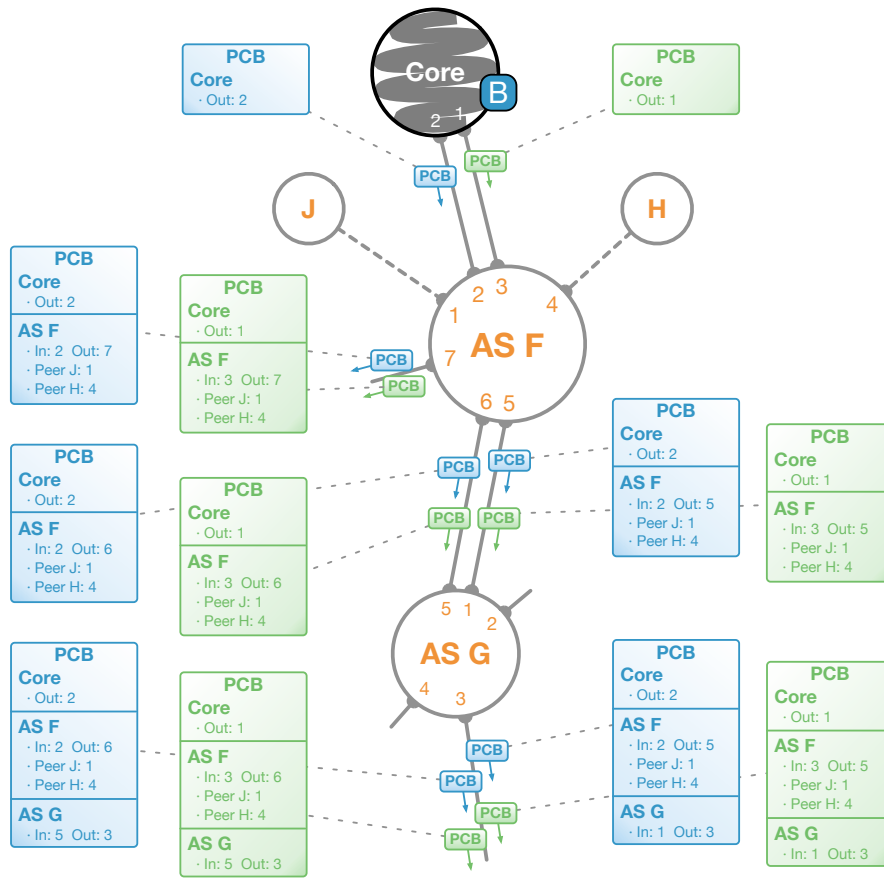 PCB
Core
· Out: 2
Core
B
2
1
PCB
Core
· Out: 1
PCB
PCB
J
H
2
3
4
1
AS F
7
6
5
PCB
Core
· Out: 2
AS F
· In: 2 Out: 7
· Peer J: 1
· Peer H: 4
PCB
Core
· Out: 1
AS F
· In: 3 Out: 7
· Peer J: 1
· Peer H: 4
PCB
PCB
PCB
Core
· Out: 2
AS F
· In: 2 Out: 6
· Peer J: 1
· Peer H: 4
PCB
Core
· Out: 1
AS F
· In: 3 Out: 6
· Peer J: 1
· Peer H: 4
PCB
PCB
PCB
PCB
PCB
Core
· Out: 2
AS F
· In: 2 Out: 5
· Peer J: 1
· Peer H: 4
PCB
Core
· Out: 1
AS F
· In: 3 Out: 5
· Peer J: 1
· Peer H: 4
5
1
2
AS G
4
3
PCB
Core
· Out: 2
AS F
· In: 2 Out: 6
· Peer J: 1
· Peer H: 4
AS G
· In: 5 Out: 3
PCB
Core
· Out: 1
AS F
· In: 3 Out: 6
· Peer J: 1
· Peer H: 4
AS G
· In: 5 Out: 3
PCB
PCB
PCB
PCB
PCB
Core
· Out: 2
AS F
· In: 2 Out: 5
· Peer J: 1
· Peer H: 4
AS G
· In: 1 Out: 3
PCB
Core
· Out: 1
AS F
· In: 3 Out: 5
· Peer J: 1
· Peer H: 4
AS G
· In: 1 Out: 3